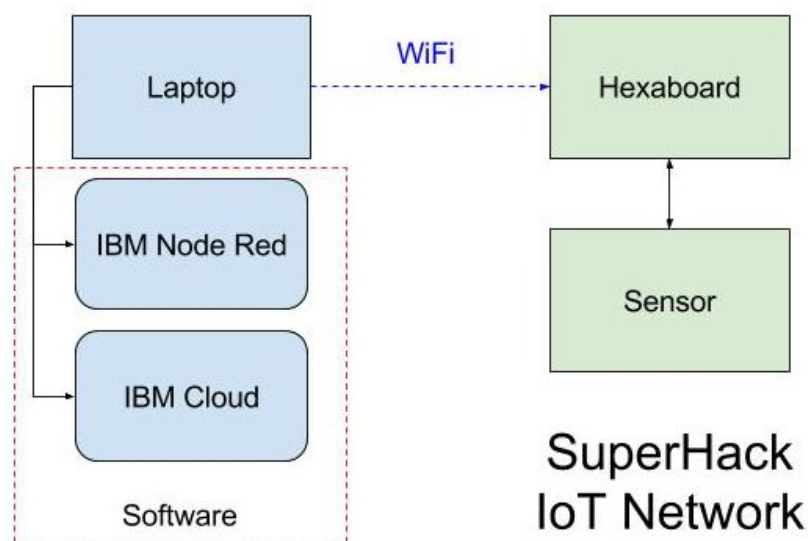 Laptop
WiFi
Hexaboard
IBM Node Red
Sensor
IBM Cloud
Software
SuperHack
IoT Network